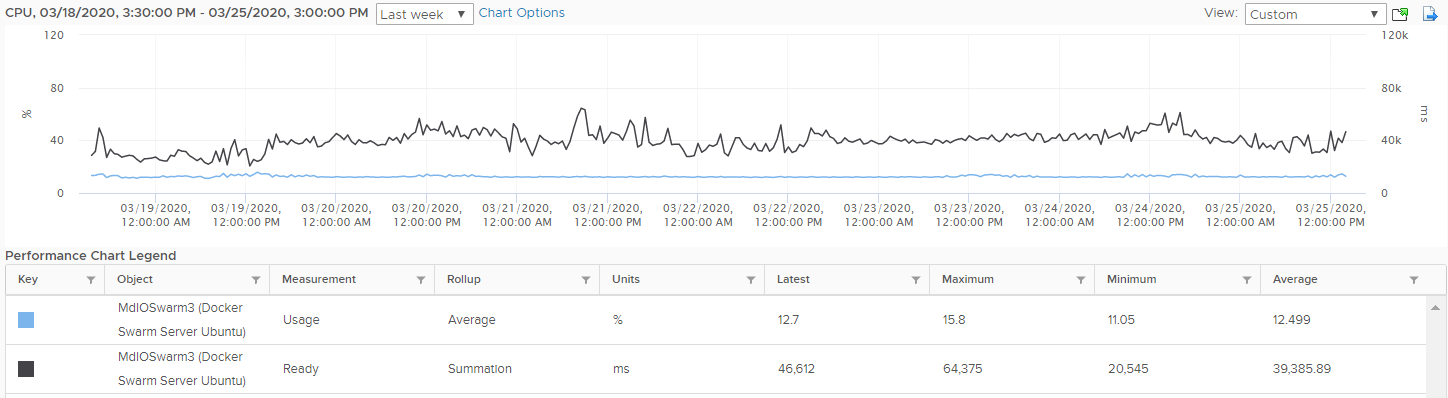 CPU, 03/18/2020, 3:30:00 PM - 03/25/2020, 3:00:00 PM Last week Chart Options View: Custom
120 120k
80 80k
% ms
40 40k
0 0
03/19/2020, 03/19/2020, 03/20/2020, 03/20/2020, 03/21/2020, 03/21/2020, 03/22/2020, 03/22/2020, 03/23/2020, 03/23/2020, 03/24/2020, 03/24/2020, 03/25/2020, 03/25/2020,
12:00:00 AM 12:00:00 PM 12:00:00 AM 12:00:00 PM 12:00:00 AM 12:00:00 PM 12:00:00 AM 12:00:00 PM 12:00:00 AM 12:00:00 PM 12:00:00 AM 12:00:00 PM 12:00:00 AM 12:00:00 PM
Performance Chart Legend
Key Object Measurement Rollup Units Latest Maximum Minimum Average
MdIOSwarm3 (Docker
Swarm Server Ubuntu) Usage Average % 12.7 15.8 11.05 12.499
MdIOSwarm3 (Docker
Swarm Server Ubuntu) Ready Summation ms 46,612 64,375 20,545 39,385.89